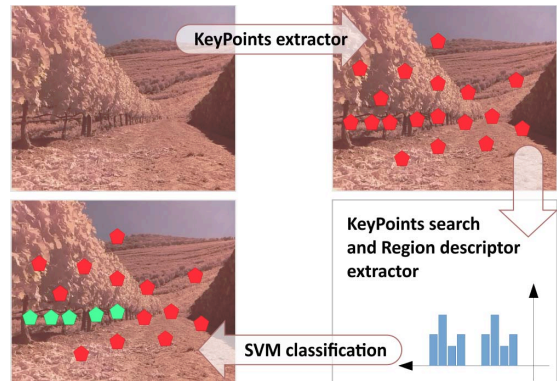 KeyPoints extractor
KeyPoints search
and Region descriptor
extractor
SVM classification